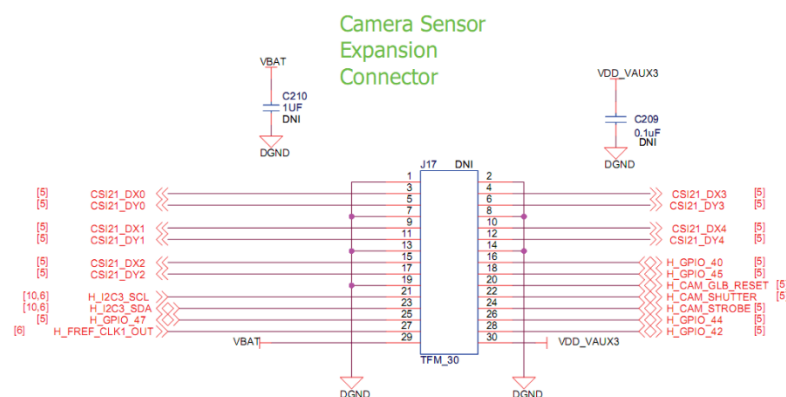 Camera Sensor
Expansion
Connector
VBAT
C210
1UF
DNI
DGND
VDD_VAUX3
C209
0.1uF
DNI
DGND
J17 DNI
1 2
[5] CSI21_DX0 3 4 CSI21_DX3 [5]
[5] CSI21_DY0 5 6 CSI21_DY3 [5]
7 8
[5] CSI21_DX1 9 10 CSI21_DX4 [5]
[5] CSI21_DY1 11 12 CSI21_DY4 [5]
13 14
[5] CSI21_DX2 15 16 H_GPIO_40 [5]
[5] CSI21_DY2 17 18 H_GPIO_45 [5]
19 20 H_CAM_GLB_RESET [5]
[10,6] H_I2C3_SCL 21 22 H_CAM_SHUTTER [5]
[10,6] H_I2C3_SDA 23 24 H_CAM_STROBE [5]
[5] H_GPIO_47 25 26 H_GPIO_44 [5]
[6] H_FREF_CLK1_OUT 27 28 H_GPIO_42 [5]
VBAT 29 30 VDD_VAUX3
TFM_30
DGND DGND